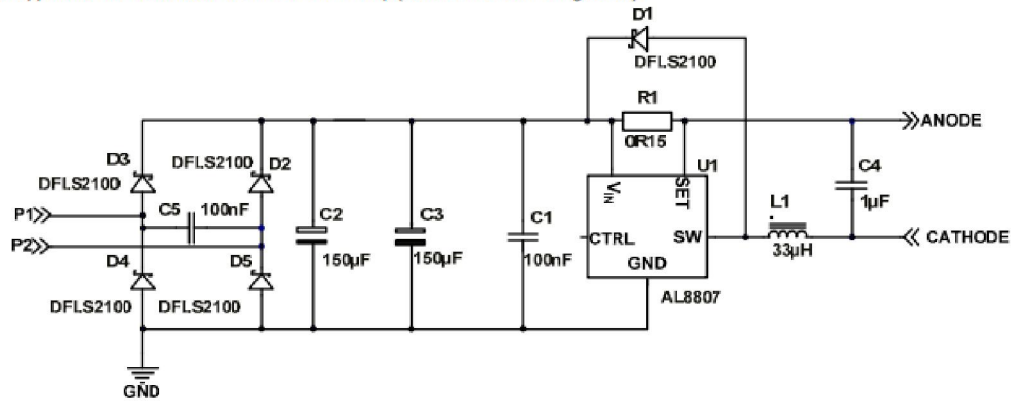 D1
DFLS2100
R1
0R15
ANODE
D3
DFLS2100
DFLS2100
D2
U1
VIN
SET
C4
1µF
P1
C5
100nF
C2
150µF
C3
150µF
C1
100nF
L1
33µH
P2
CTRL
SW
CATHODE
D4
DFLS2100
D5
DFLS2100
GND
AL8807
GND